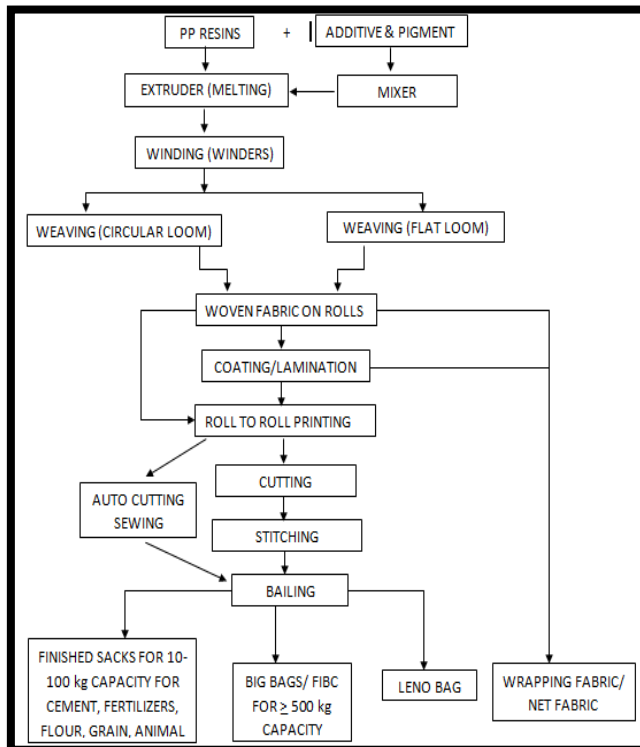 PP RESINS
+
ADDITIVE & PIGMENT
EXTRUDER (MELTING)
MIXER
WINDING (WINDERS)
WEAVING (CIRCULAR LOOM)
WEAVING (FLAT LOOM)
WOVEN FABRIC ON ROLLS
COATING/LAMINATION
ROLL TO ROLL PRINTING
CUTTING
AUTO CUTTING
SEWING
STITCHING
BAILING
FINISHED SACKS FOR 10-
100 kg CAPACITY FOR
CEMENT, FERTILIZERS,
FLOUR, GRAIN, ANIMAL
BIG BAGS/ FIBC
FOR ≥ 500 kg
CAPACITY
LENO BAG
WRAPPING FABRIC/
NET FABRIC